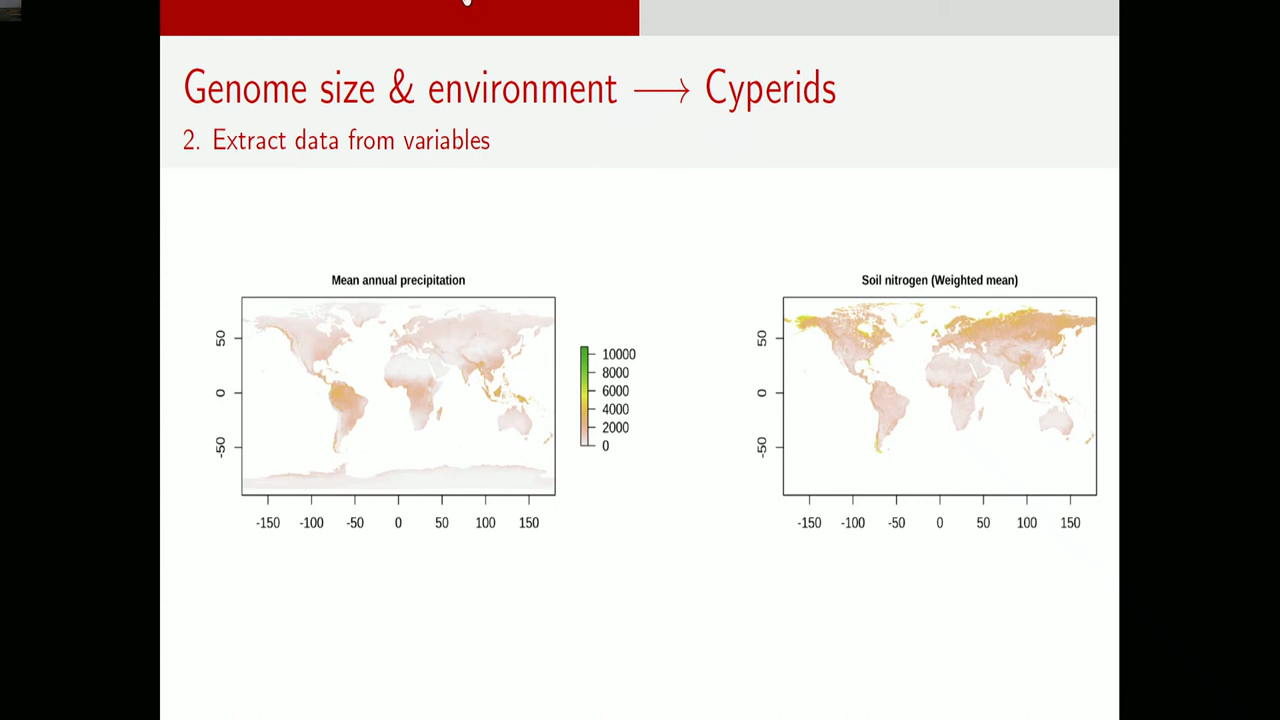 Genome size & environment → Cyperids
2. Extract data from variables
Mean annual precipitation
50
0
-50
-150 -100 -50 0 50 100 150
10000
8000
6000
4000
2000
0
Soil nitrogen (Weighted mean)
50
0
-50
-150 -100 -50 0 50 100 150